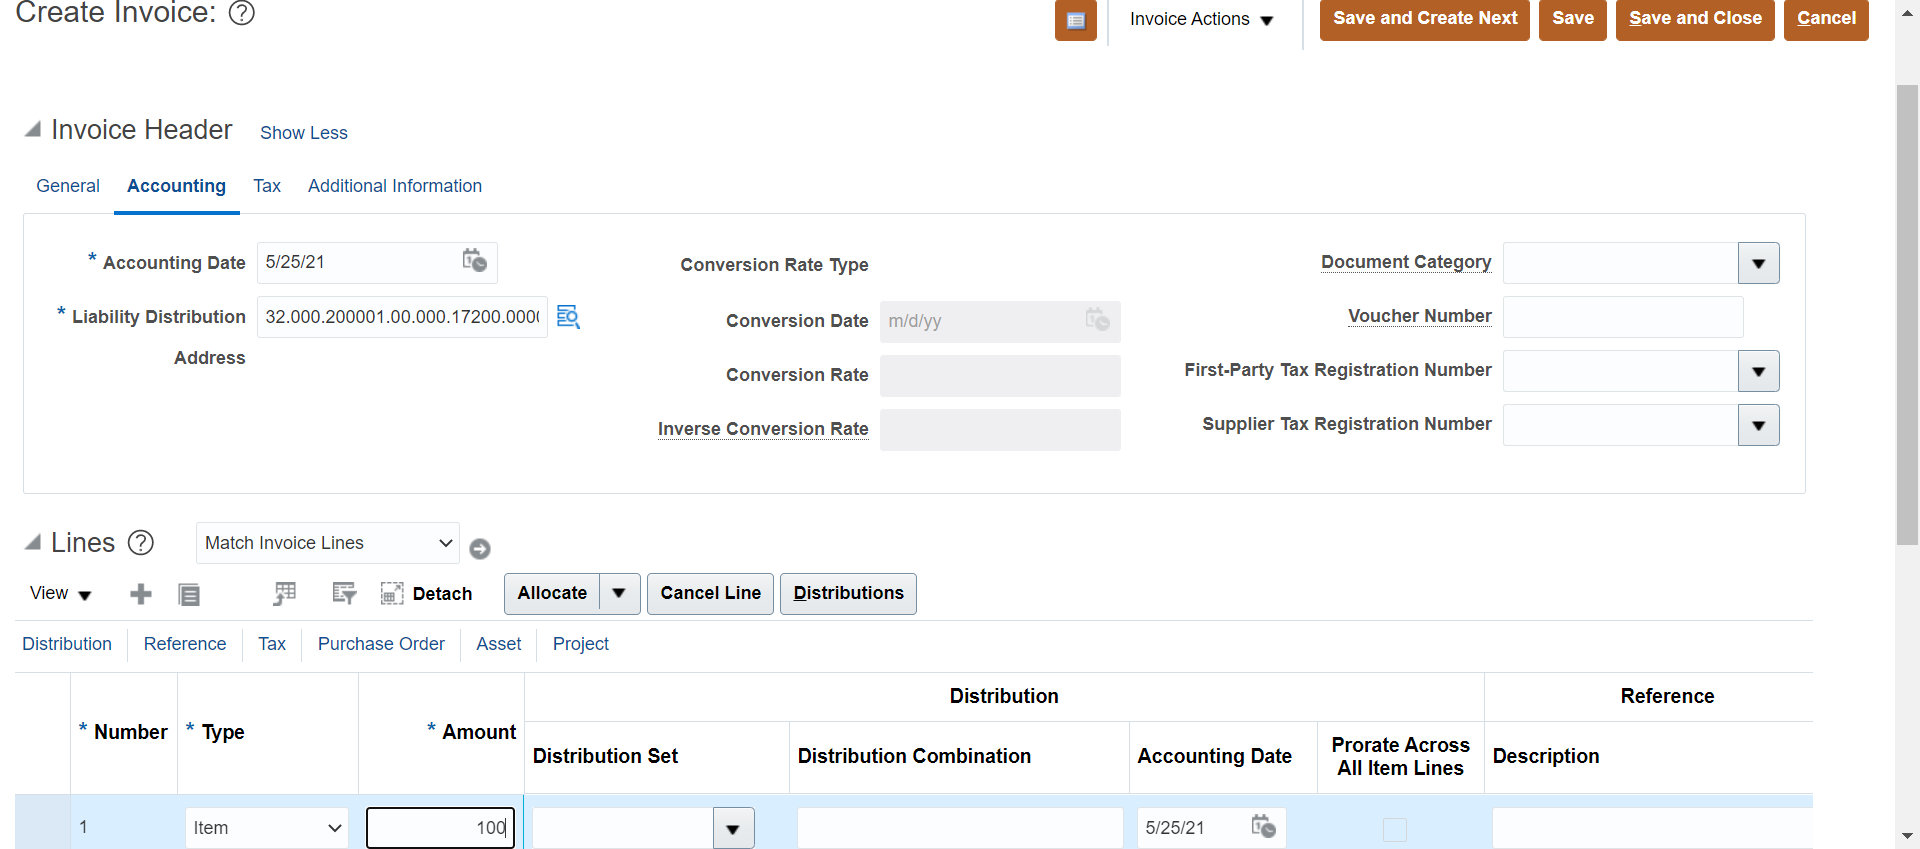 Create Invoice: ?
Invoice Actions
Save and Create Next
Save
Save and Close
Cancel
Invoice Header
Show Less
General
Accounting
Tax
Additional Information
* Accounting Date
5/25/21
* Liability Distribution
32.000.200001.00.000.17200.000
Address
Conversion Rate Type
Conversion Date
m/d/yy
Conversion Rate
Inverse Conversion Rate
Document Category
Voucher Number
First-Party Tax Registration Number
Supplier Tax Registration Number
Lines ?
Match Invoice Lines
View
Detach
Allocate
Cancel Line
Distributions
Distribution
Reference
Tax
Purchase Order
Asset
Project
* Number
* Type
* Amount
Distribution
Reference
Distribution Set
Distribution Combination
Accounting Date
Prorate Across
All Item Lines
Description
1
Item
100
5/25/21